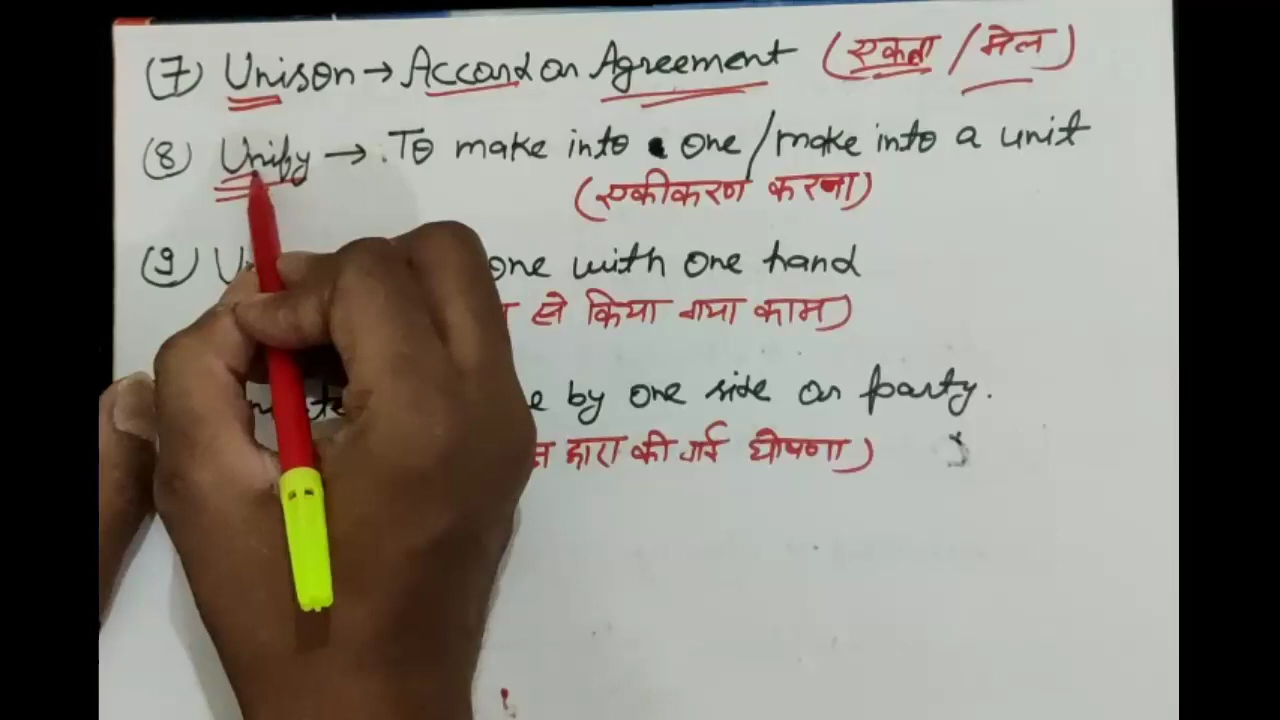 (7) Unison → Accord or Agreement (एकता / मेल)
(8) Unify → To make into one / make into a unit
(एकीकरण करना)
(9) one with one hand
से किया गया काम)
by one side or party.
द्वारा की गई घोषणा)